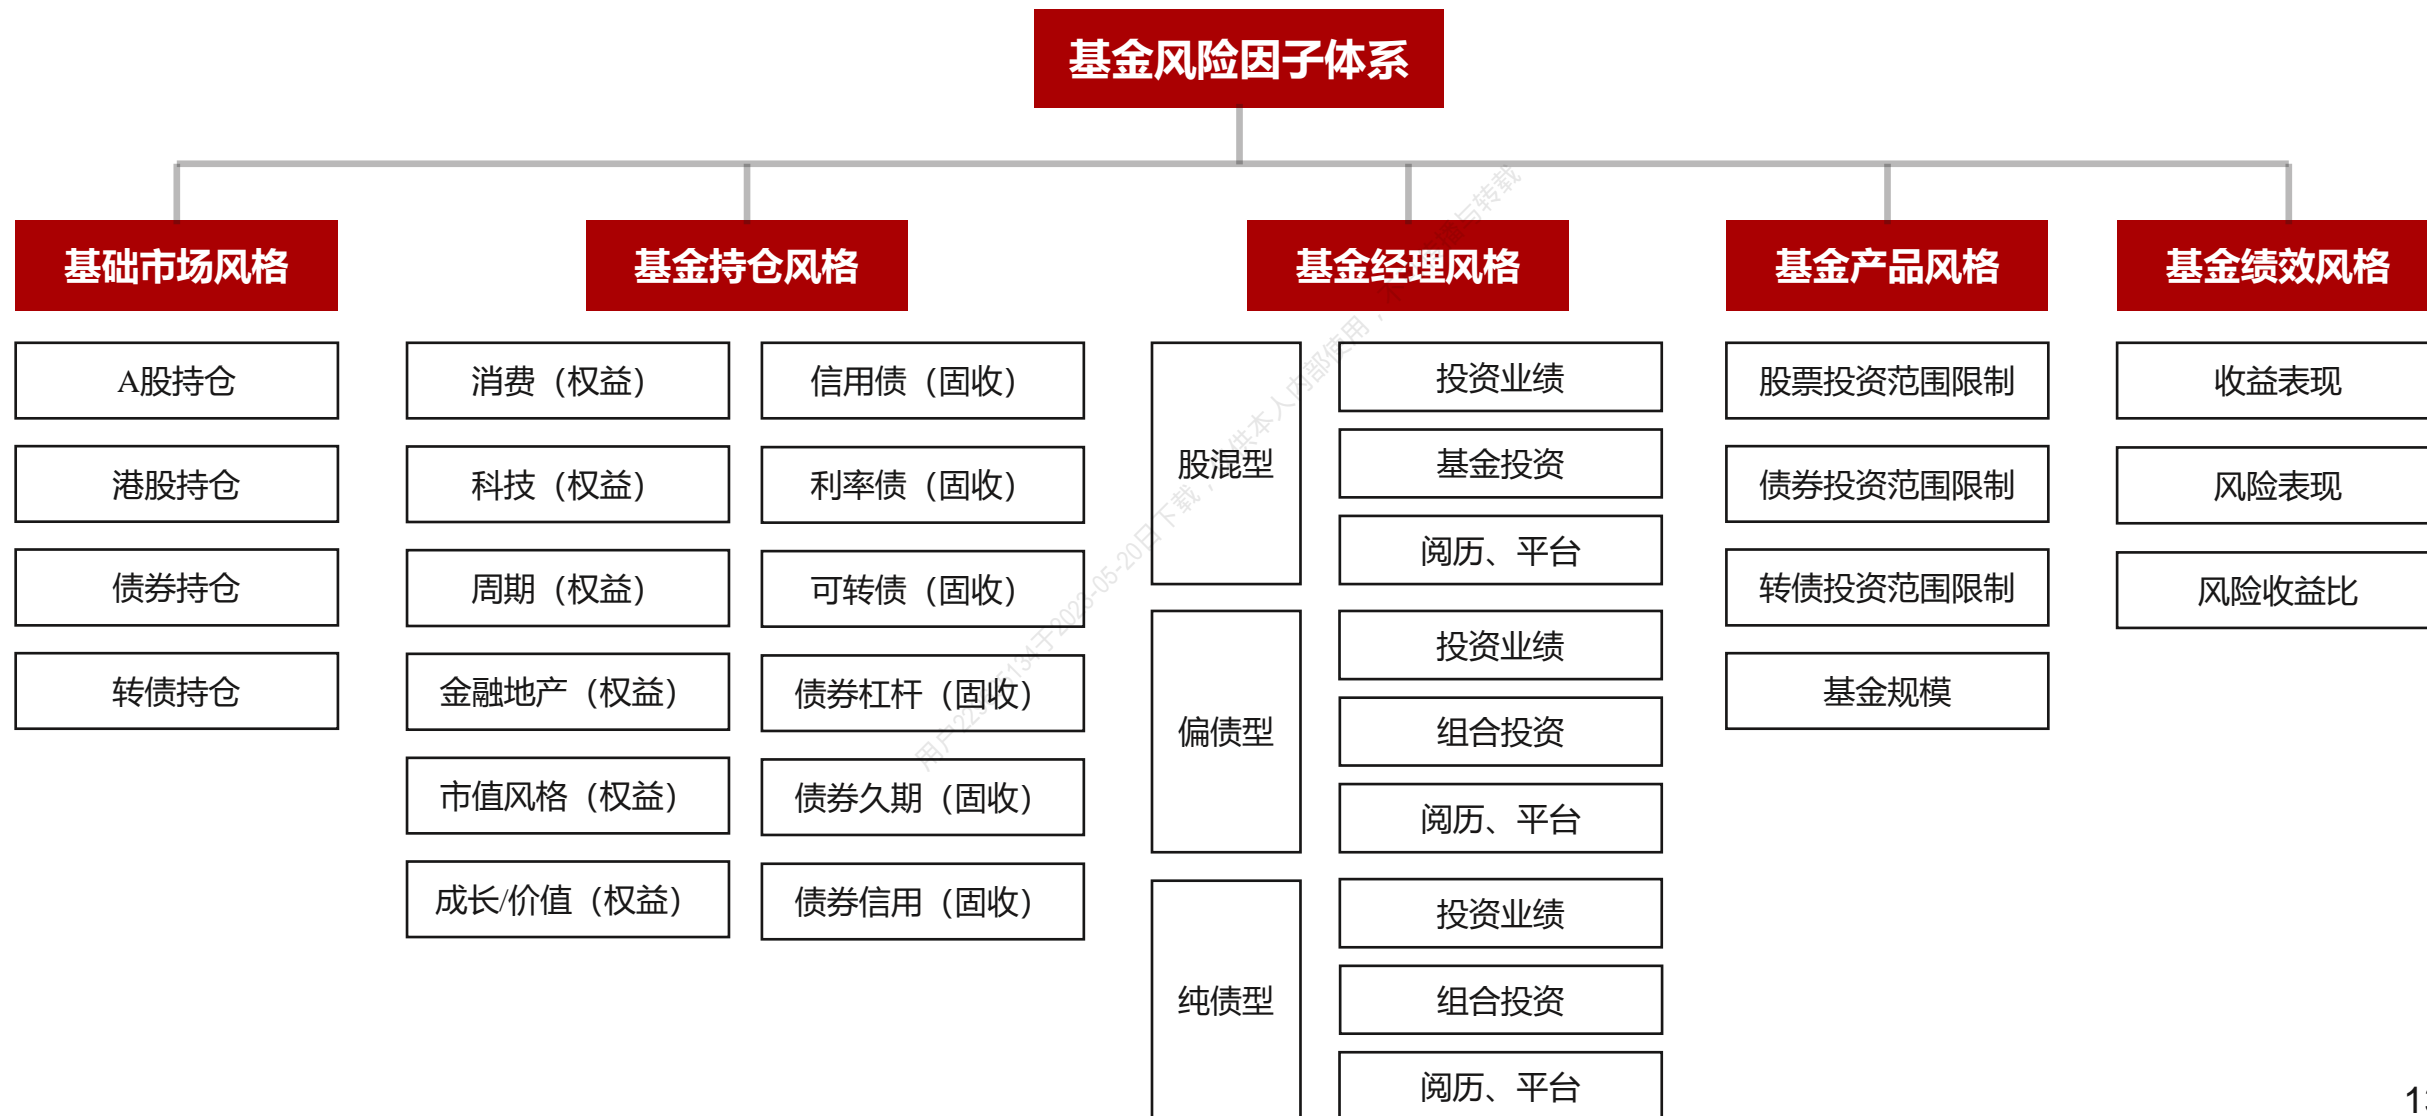 基金风险因子体系
基础市场风格
A股持仓
港股持仓
债券持仓
转债持仓
基金持仓风格
消费（权益）
科技（权益）
周期（权益）
金融地产（权益）
市值风格（权益）
成长/价值（权益）
信用债（固收）
利率债（固收）
可转债（固收）
债券杠杆（固收）
债券久期（固收）
债券信用（固收）
基金经理风格
股混型
投资业绩
基金投资
阅历、平台
偏债型
投资业绩
组合投资
阅历、平台
纯债型
投资业绩
组合投资
阅历、平台
基金产品风格
股票投资范围限制
债券投资范围限制
转债投资范围限制
基金规模
基金绩效风格
收益表现
风险表现
风险收益比